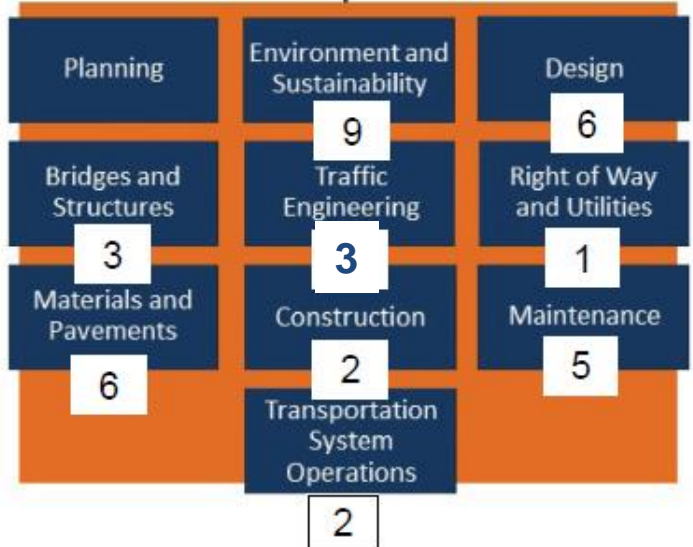 Planning
Environment and
Sustainability
9
Design
6
Bridges and
Structures
3
Traffic
Engineering
3
Right of Way
and Utilities
1
Materials and
Pavements
6
Construction
2
Maintenance
5
Transportation
System
Operations
2